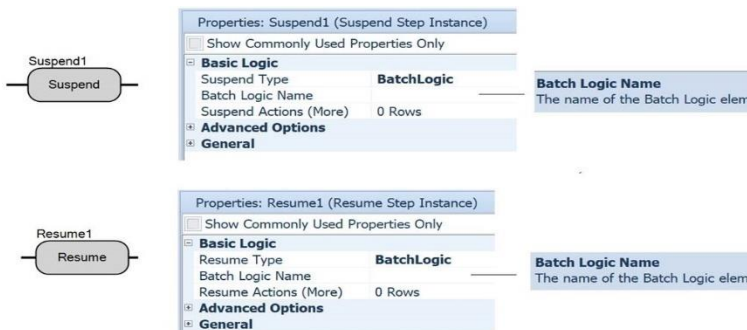 Suspend1
Suspend
Properties: Suspend1 (Suspend Step Instance)
Show Commonly Used Properties Only
Basic Logic
Suspend Type BatchLogic
Batch Logic Name
Suspend Actions (More) 0 Rows
Advanced Options
General
Batch Logic Name
The name of the Batch Logic elem
Resume1
Resume
Properties: Resume1 (Resume Step Instance)
Show Commonly Used Properties Only
Basic Logic
Resume Type BatchLogic
Batch Logic Name
Resume Actions (More) 0 Rows
Advanced Options
General
Batch Logic Name
The name of the Batch Logic elem